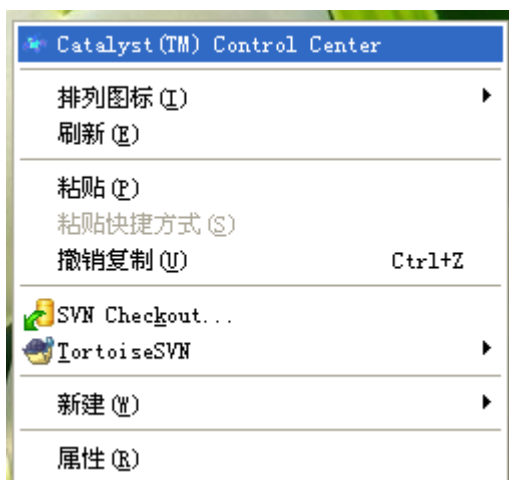 Catalyst(TM) Control Center
排列图标(I)
刷新(E)
粘贴(P)
粘贴快捷方式(S)
撤销复制(U) Ctrl+Z
SVN Checkout...
TortoiseSVN
新建(W)
属性(R)